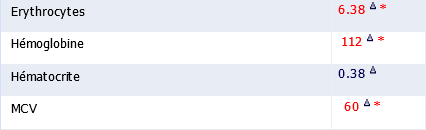 Erythrocytes 6.38 *
Hémoglobine 112 *
Hématocrite 0.38
MCV 60 *